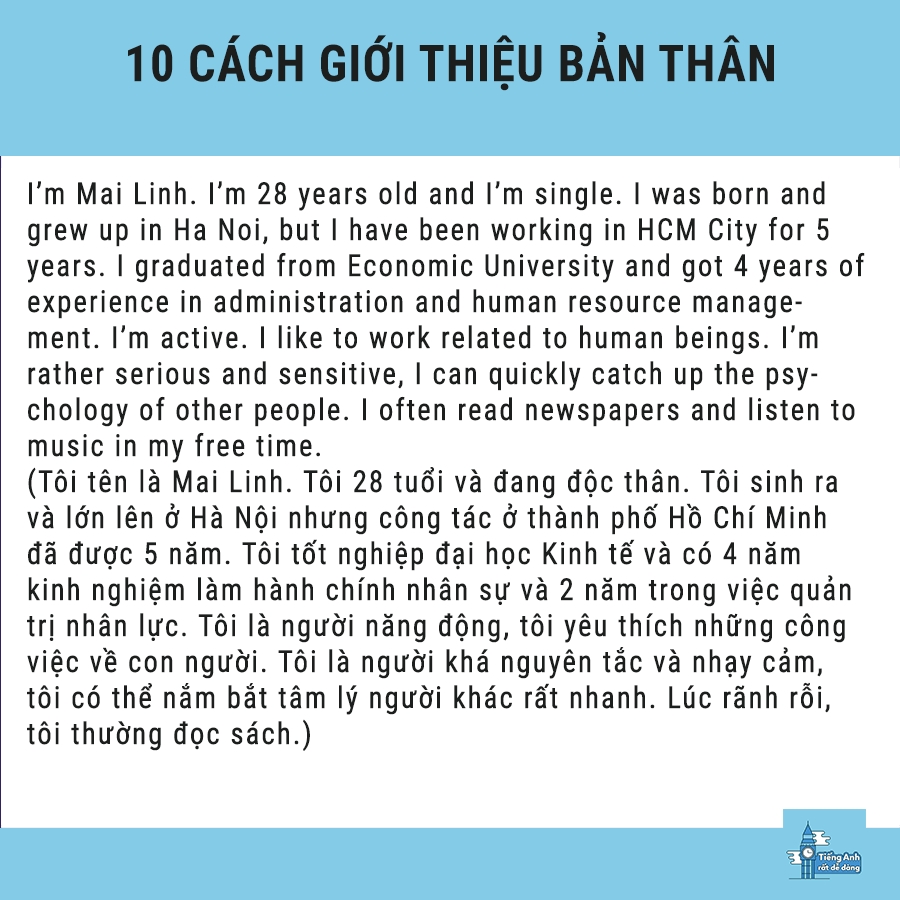 10 CÁCH GIỚI THIỆU BẢN THÂN
I’m Mai Linh. I’m 28 years old and I’m single. I was born and
grew up in Ha Noi, but I have been working in HCM City for 5
years. I graduated from Economic University and got 4 years of
experience in administration and human resource manage-
ment. I’m active. I like to work related to human beings. I’m
rather serious and sensitive, I can quickly catch up the psy-
chology of other people. I often read newspapers and listen to
music in my free time.
(Tôi tên là Mai Linh. Tôi 28 tuổi và đang độc thân. Tôi sinh ra
và lớn lên ở Hà Nội nhưng công tác ở thành phố Hồ Chí Minh
đã được 5 năm. Tôi tốt nghiệp đại học Kinh tế và có 4 năm
kinh nghiệm làm hành chính nhân sự và 2 năm trong việc quản
trị nhân lực. Tôi là người năng động, tôi yêu thích những công
việc về con người. Tôi là người khá nguyên tắc và nhạy cảm,
tôi có thể nắm bắt tâm lý người khác rất nhanh. Lúc rãnh rỗi,
tôi thường đọc sách.)
Tiếng Anh
rất dễ dàng